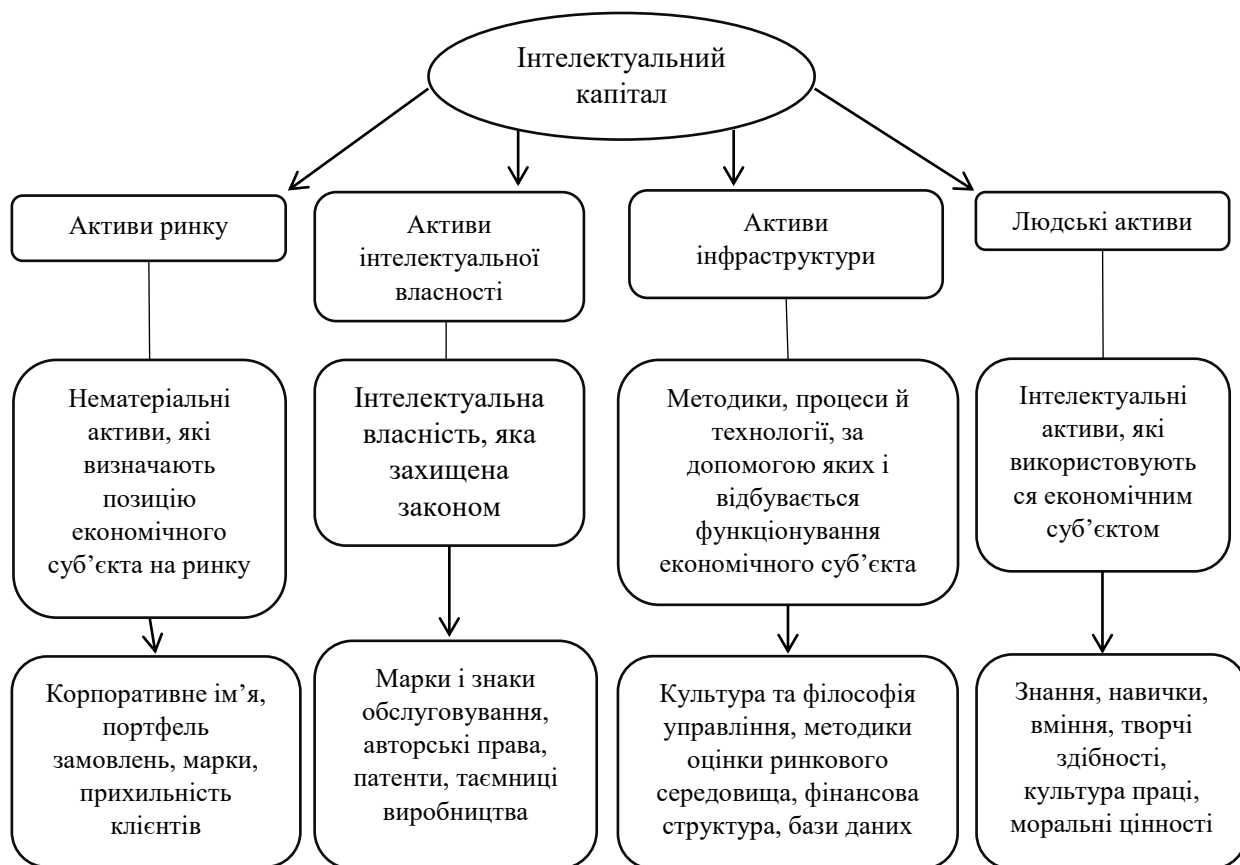 Інтелектуальний
капітал
Активи ринку
Активи
інтелектуальної
власності
Активи
інфраструктури
Людські активи
Нематеріальні
активи, які
визначають
позицію
економічного
суб’єкта на ринку
Інтелектуальна
власність, яка
захищена
законом
Методики, процеси й
технології, за
допомогою яких і
відбувається
функціонування
економічного суб’єкта
Інтелектуальні
активи, які
використовують
ся економічним
суб’єктом
Корпоративне ім’я,
портфель
замовлень, марки,
прихильність
клієнтів
Марки і знаки
обслуговування,
авторські права,
патенти, таємниці
виробництва
Культура та філософія
управління, методики
оцінки ринкового
середовища, фінансова
структура, бази даних
Знання, навички,
вміння, творчі
здібності,
культура праці,
моральні цінності